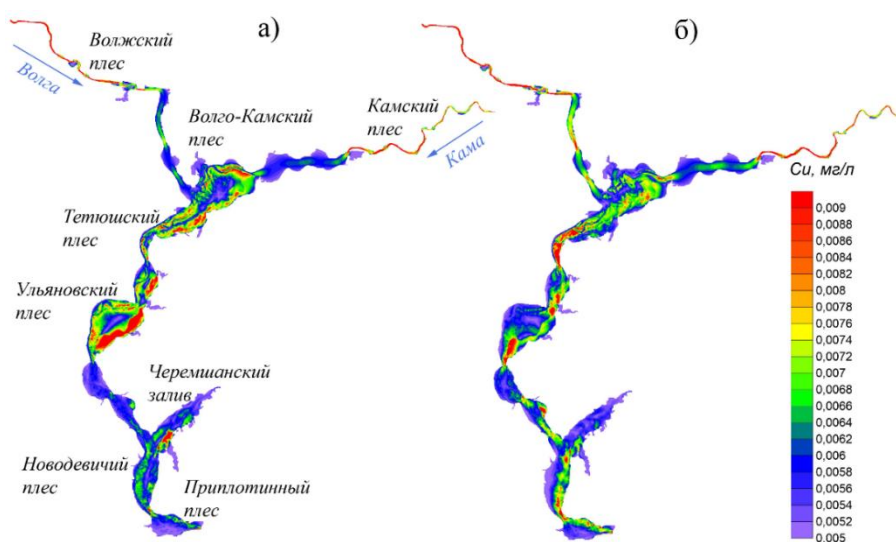 а)
б)
Волжский
плес
Волга
Волго-Камский
плес
Камский
плес
Кама
Тетюшский
плес
Ульяновский
плес
Черемшанский
залив
Новодевичий
плес
Приплотинный
плес
Cu, мг/л
0,009
0,0088
0,0086
0,0084
0,0082
0,008
0,0078
0,0076
0,0074
0,0072
0,007
0,0068
0,0066
0,0064
0,0062
0,006
0,0058
0,0056
0,0054
0,0052
0.005